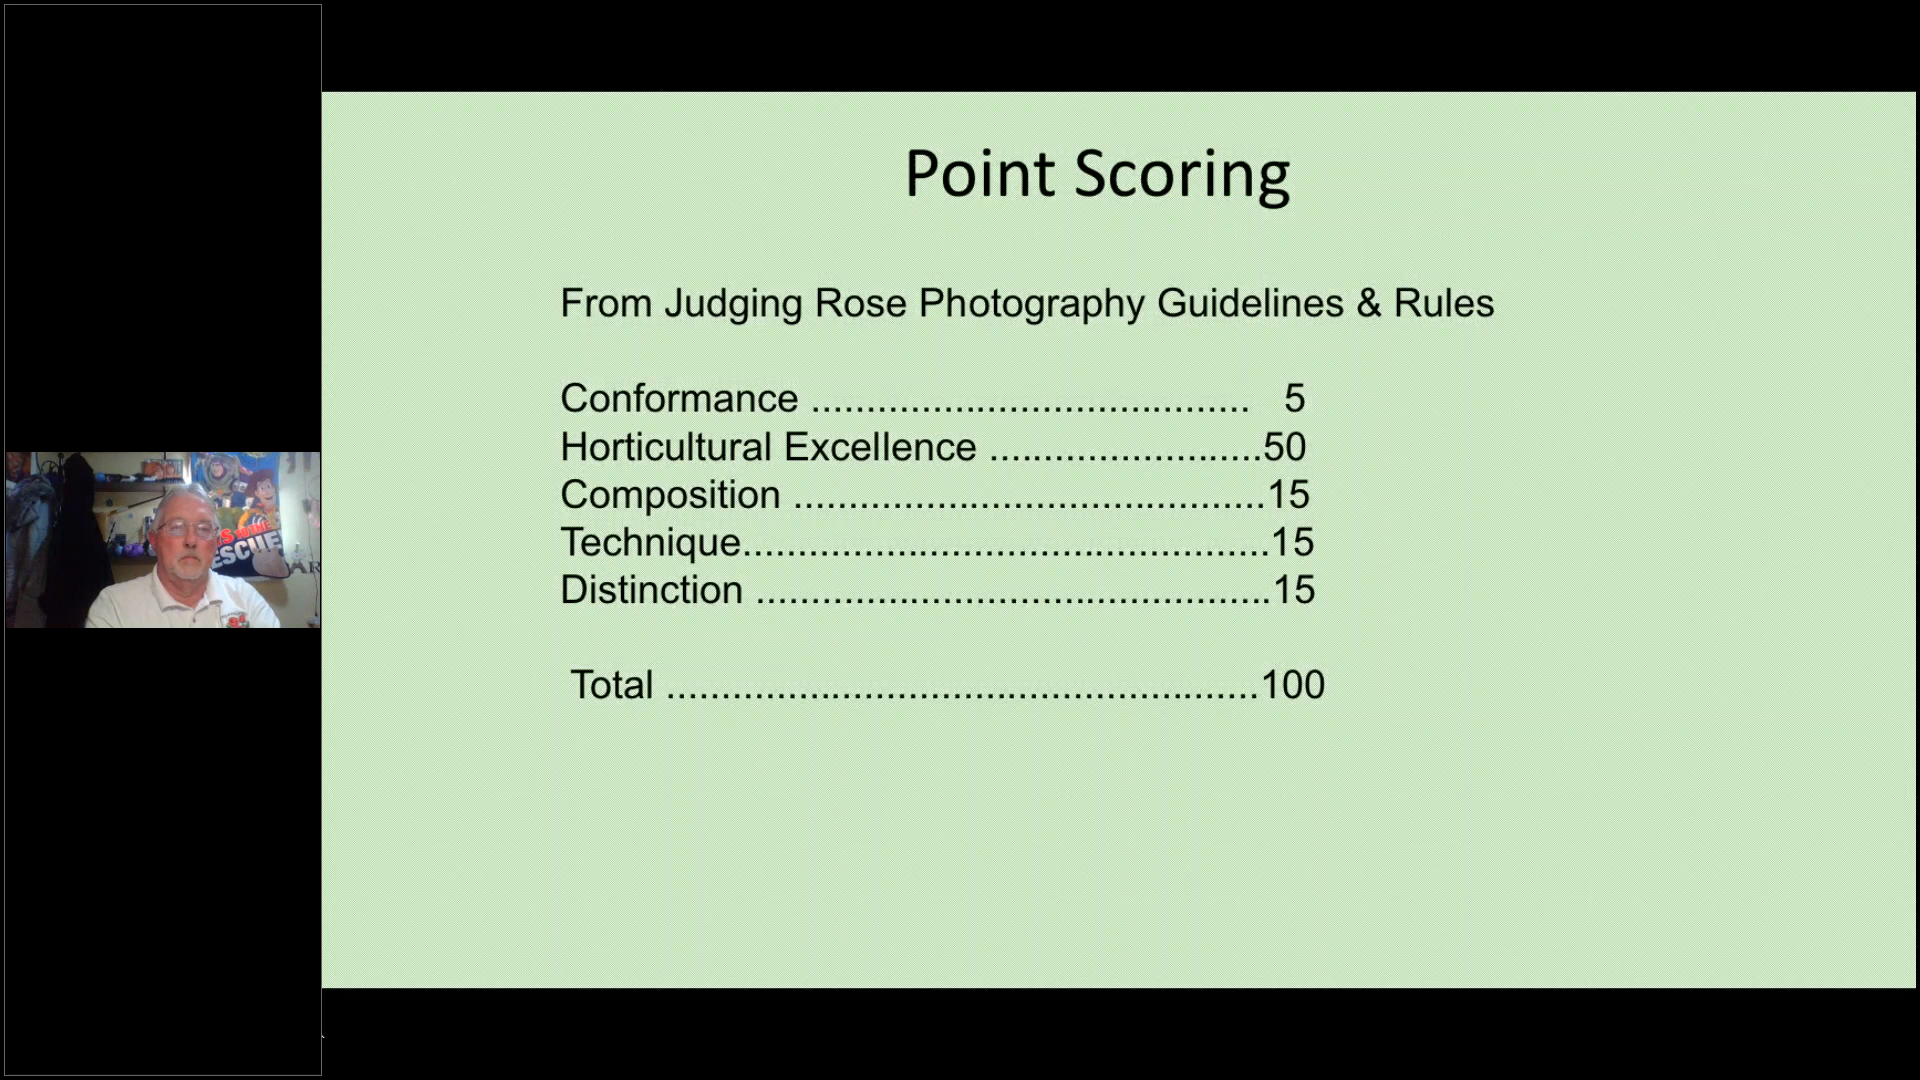 Point Scoring
From Judging Rose Photography Guidelines & Rules
Conformance ........................................ 5
Horticultural Excellence .........................50
Composition ...........................................15
Technique................................................15
Distinction ...............................................15
Total ......................................................100